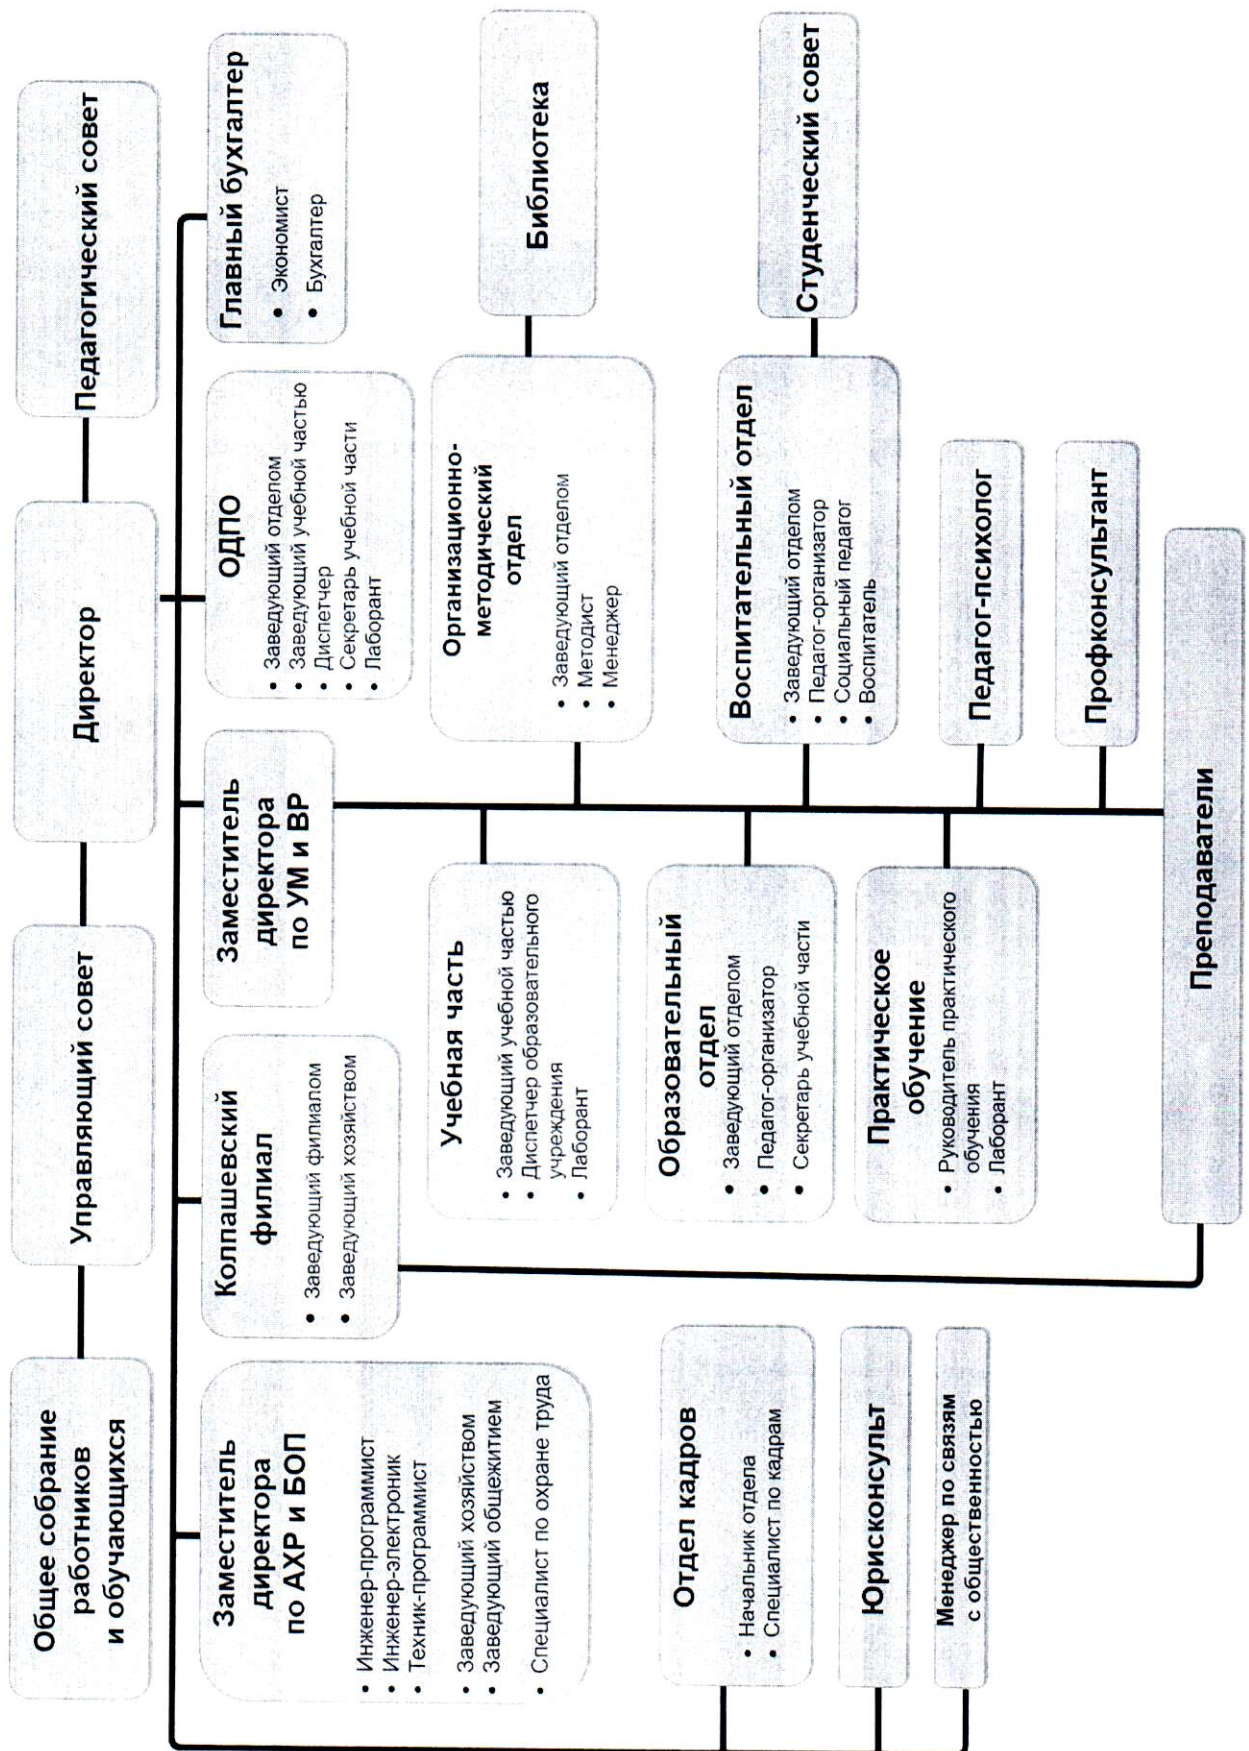 Общее собрание
работников
и обучающихся
Управляющий совет
Директор
Педагогический совет
Заместитель
директора
по АХР и БОП
• Инженер-программист
• Инженер-электроник
• Техник-программист
• Заведующий хозяйством
• Заведующий общежитием
• Специалист по охране труда
Колпашевский
филиал
• Заведующий филиалом
• Заведующий хозяйством
Заместитель
директора
по УМ и ВР
ОДПО
• Заведующий отделом
• Заведующий учебной частью
• Диспетчер
• Секретарь учебной части
• Лаборант
Главный бухгалтер
• Экономист
• Бухгалтер
Учебная часть
• Заведующий учебной частью
• Диспетчер образовательного
учреждения
• Лаборант
Организационно-
методический
отдел
• Заведующий отделом
• Методист
• Менеджер
Библиотека
Отдел кадров
• Начальник отдела
• Специалист по кадрам
Образовательный
отдел
• Заведующий отделом
• Педагог-организатор
• Секретарь учебной части
Воспитательный отдел
• Заведующий отделом
• Педагог-организатор
• Социальный педагог
• Воспитатель
Студенческий совет
Юрисконсульт
Практическое
обучение
• Руководитель практического
обучения
• Лаборант
Педагог-психолог
Менеджер по связям
с общественностью
Профконсультант
Преподаватели